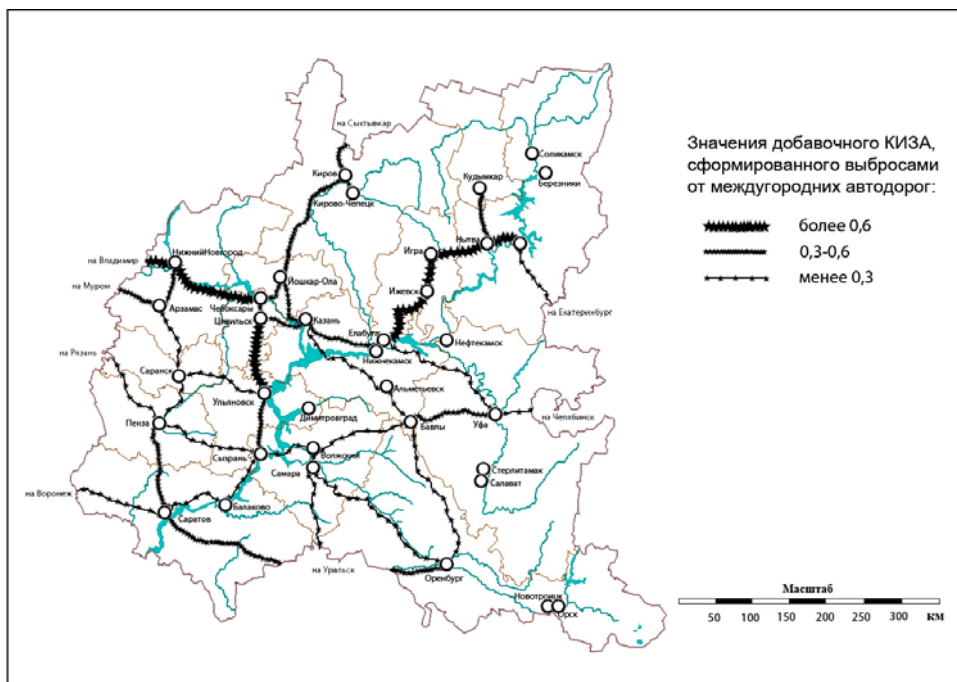 на Сыктывкар
Соликамск
Березники
Киров
Кирово-Чепецк
Кудымкар
Нытва
Игра
НижнийНовгород
на Владимир
на Муром
Арзамас
Йошкар-Ола
Чебоксары
Цивильск
Казань
Ижевск
Елабуга
Нижнекамск
Нефтекамск
на Екатеринбург
на Рязань
Саранск
Ульяновск
Альметьевск
Димитровград
Пенза
Бавлы
Уфа
на Челябинск
Сызрань
Волжский
Самара
Стерлитамак
Салават
на Воронеж
Саратов
Балаково
на Уральск
Оренбург
Новотроицк
Орск
Значения добавочного КИЗА,
сформированного выбросами
от междугородних автодорог:
более 0,6
0,3-0,6
менее 0,3
Масштаб
50 100 150 200 250 300 км